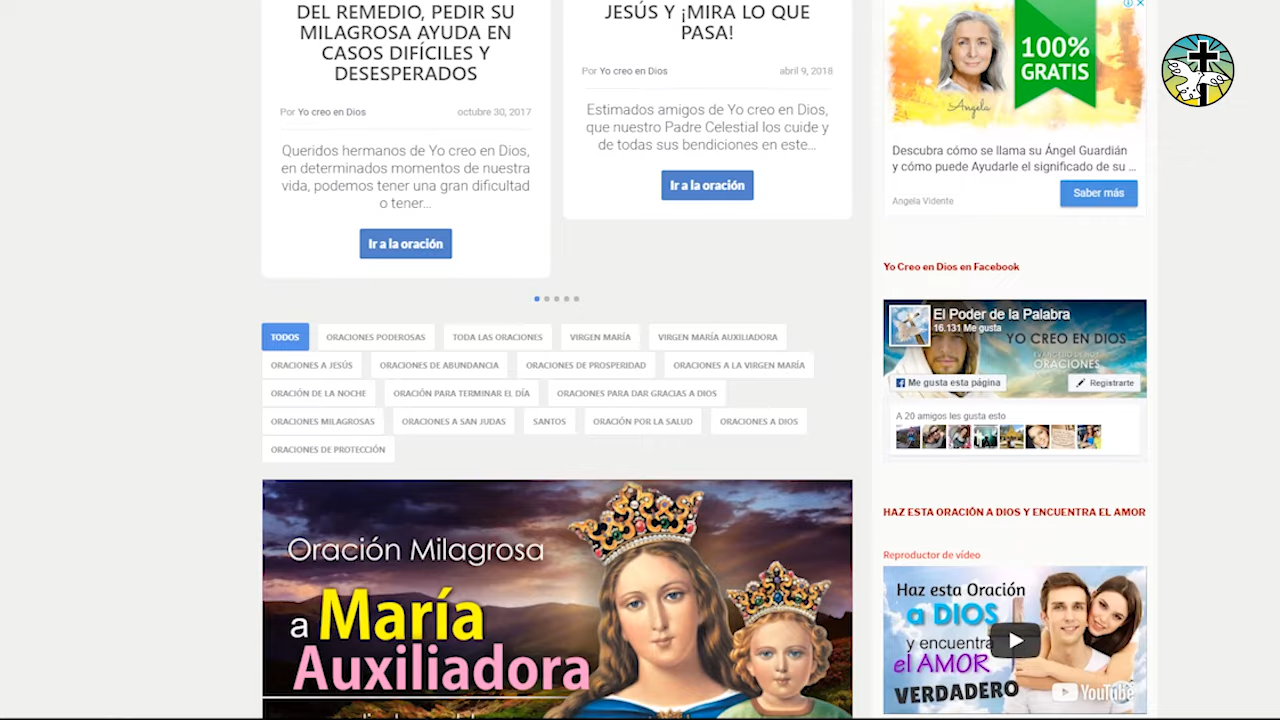 DEL REMEDIO, PEDIR SU
MILAGROSA AYUDA EN
CASOS DIFÍCILES Y
DESESPERADOS
Por Yo creo en Dios
octubre 30, 2017
Queridos hermanos de Yo creo en Dios,
en determinados momentos de nuestra
vida, podemos tener una gran dificultad
o tener...
Ir a la oración
JESÚS Y ¡MIRA LO QUE
PASA!
Por Yo creo en Dios
abril 9, 2018
Estimados amigos de Yo creo en Dios,
que nuestro Padre Celestial los cuide y
de todas sus bendiciones en este...
Ir a la oración
TODOS
ORACIONES PODEROSAS
TODA LAS ORACIONES
VIRGEN MARÍA
VIRGEN MARÍA AUXILIADORA
ORACIONES A JESÚS
ORACIONES DE ABUNDANCIA
ORACIONES DE PROSPERIDAD
ORACIONES A LA VIRGEN MARÍA
ORACIÓN DE LA NOCHE
ORACIÓN PARA TERMINAR EL DÍA
ORACIONES PARA DAR GRACIAS A DIOS
ORACIONES MILAGROSAS
ORACIONES A SAN JUDAS
SANTOS
ORACIÓN POR LA SALUD
ORACIONES A DIOS
ORACIONES DE PROTECCIÓN
Oración Milagrosa
a María
Auxiliadora
100%
GRATIS
Angela
Descubra cómo se llama su Ángel Guardián
y cómo puede Ayudarle el significado de su ...
Angela Vidente
Saber más
Yo Creo en Dios en Facebook
El Poder de la Palabra
16.131 Me gusta
YO CREO EN DIOS
EVANGELIO DE HOY
ORACIONES
Me gusta esta página
Registrarte
A 20 amigos les gusta esto
HAZ ESTA ORACIÓN A DIOS Y ENCUENTRA EL AMOR
Reproductor de vídeo
Haz esta Oración
a DIOS
y encuentra
el AMOR
VERDADERO
YouTube